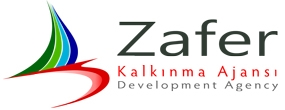 Zafer
Kalkınma Ajansı
Development Agency